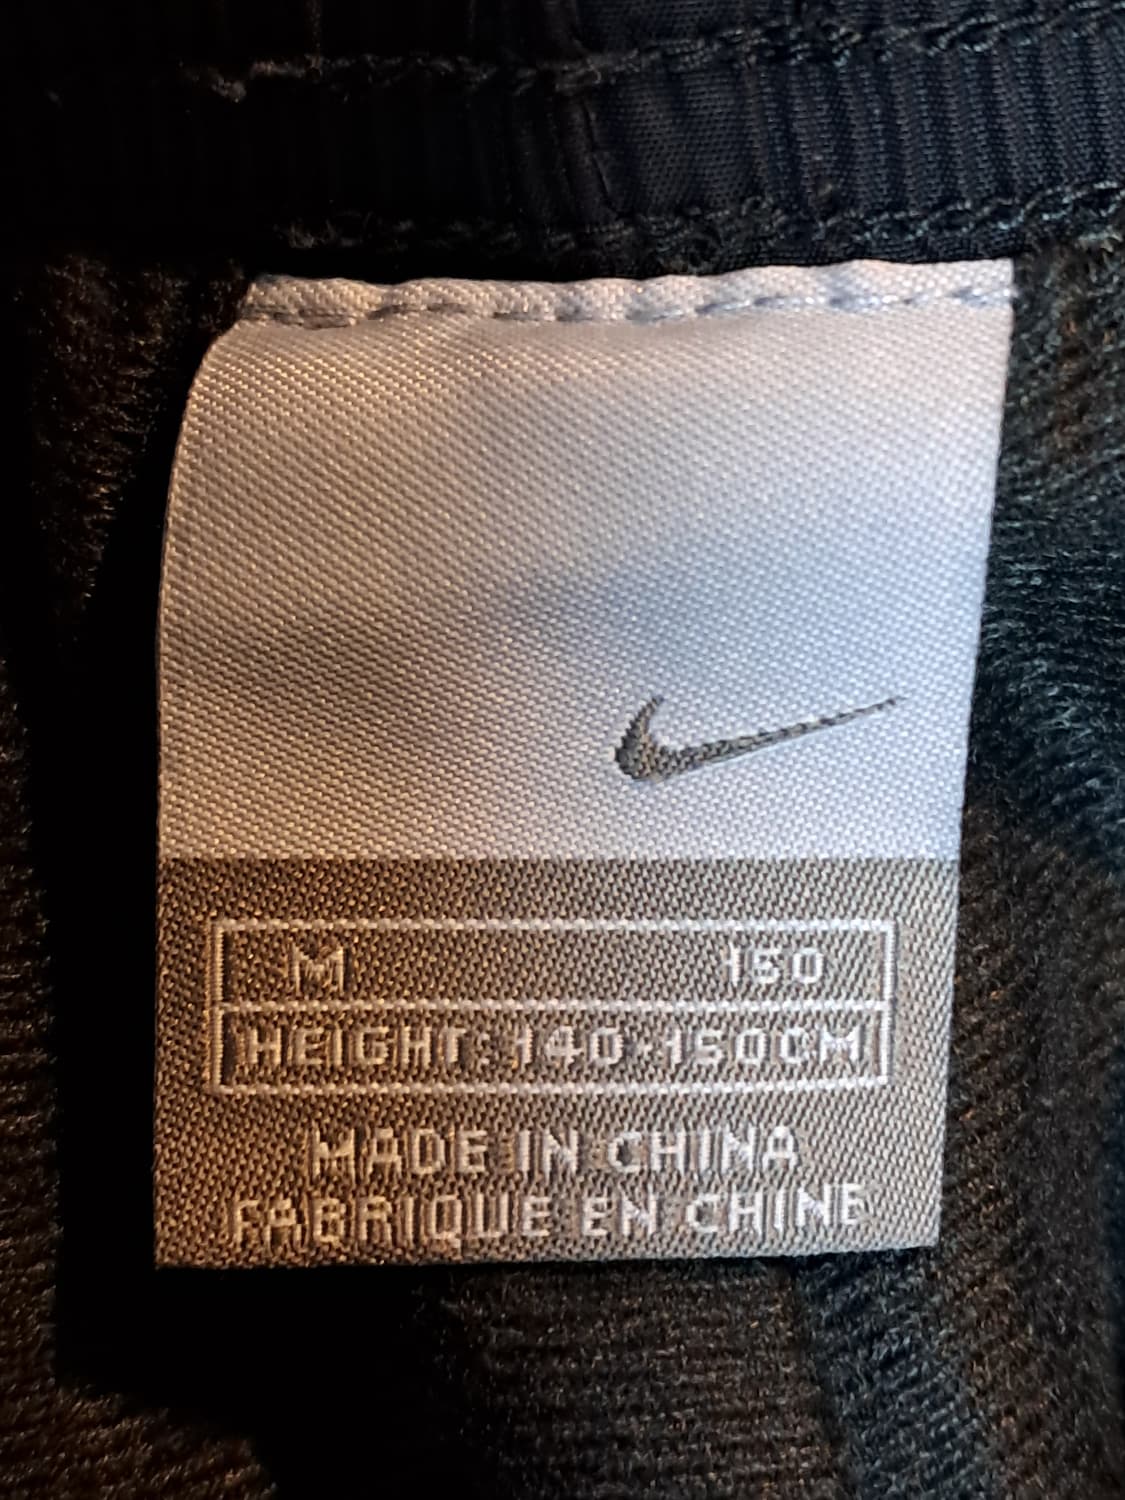 M 150
HEIGHT: 140-150CM
MADE IN CHINA
FABRIQUE EN CHINE